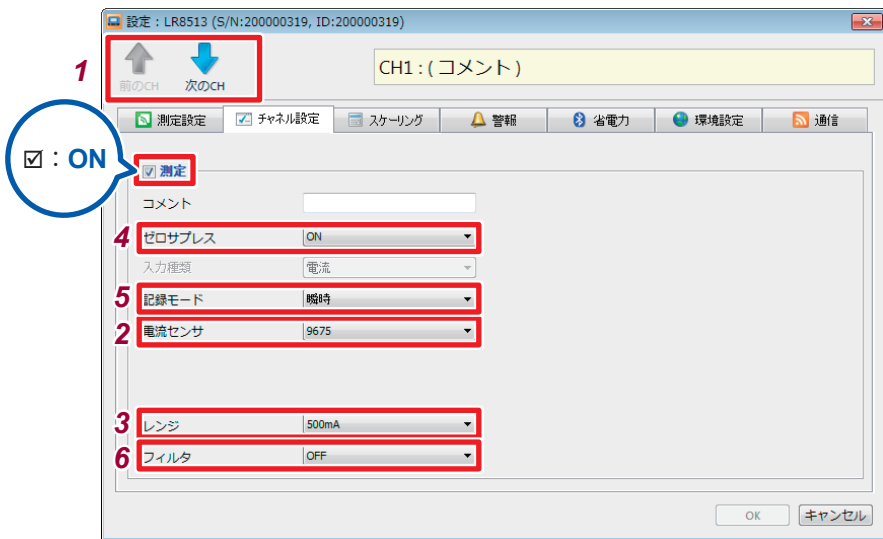 設定：LR8513 (S/N:200000319, ID:200000319)
1
前のCH 次のCH
CH1 : ( コメント )
測定設定 チャネル設定 スケーリング 警報 省電力 環境設定 通信
☑：ON
測定
コメント
4 ゼロサプレス ON
入力種類 電流
5 記録モード 瞬時
2 電流センサ 9675
3 レンジ 500mA
6 フィルタ OFF
OK キャンセル